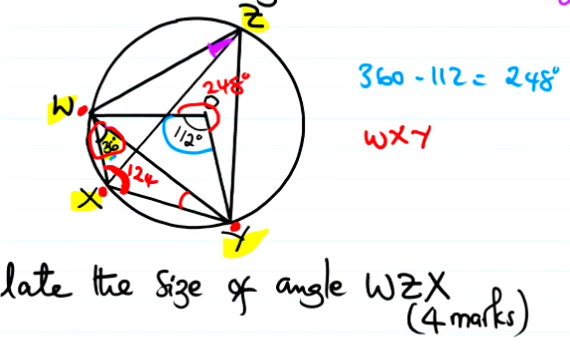 Z
248°
360 - 112 = 248°
W
O
112°
WXY
36
124
X
Y
late the size of angle WZX
(4 marks)